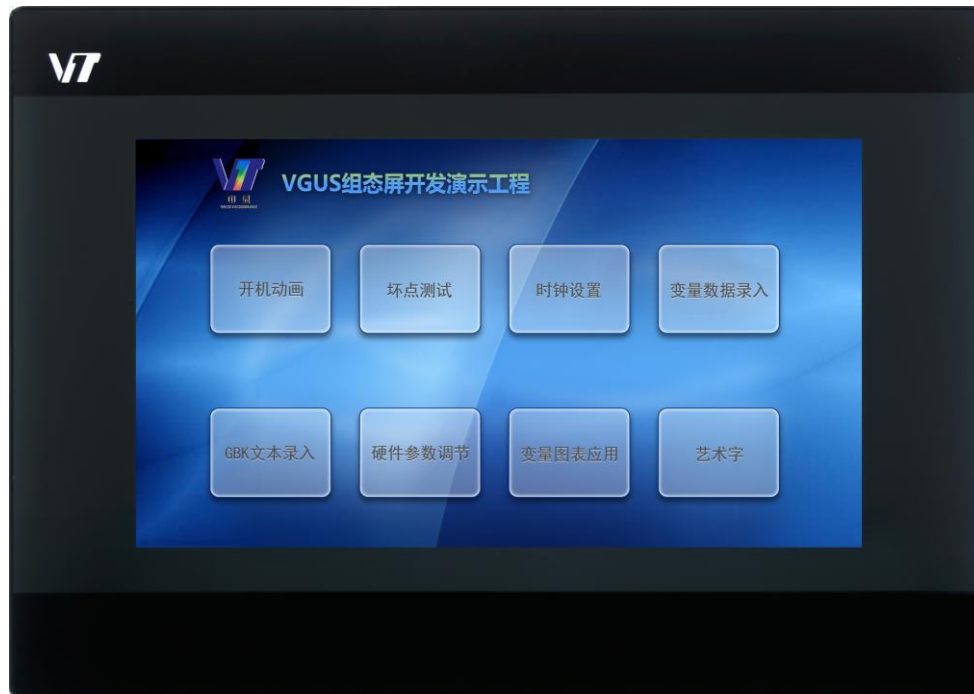 VT
VGUS组态屏开发演示工程
开机动画
坏点测试
时钟设置
变量数据录入
GBK文本录入
硬件参数调节
变量图表应用
艺术字